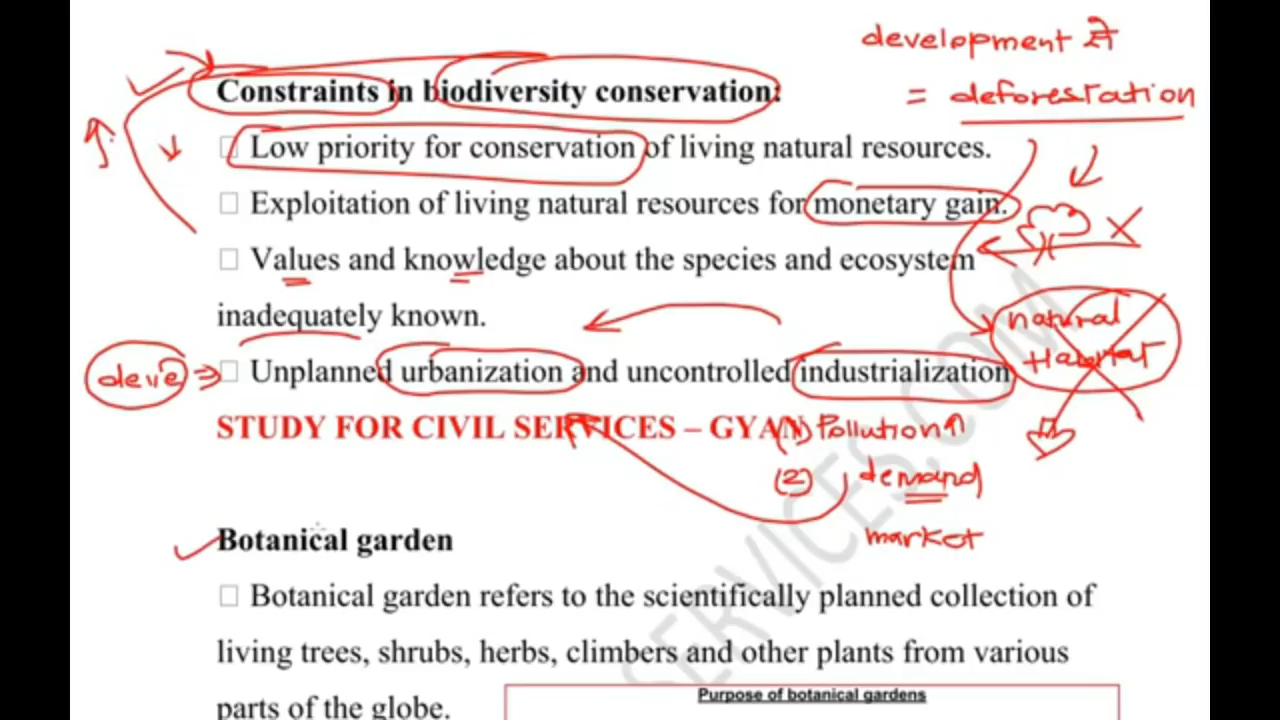 development से
= deforestation
Constraints in biodiversity conservation:
Low priority for conservation of living natural resources.
Exploitation of living natural resources for monetary gain.
Values and knowledge about the species and ecosystem
inadequately known.
natural
Habitat
deve ⇒ Unplanned urbanization and uncontrolled industrialization
STUDY FOR CIVIL SERVICES – GYAN
(1) Pollution↑
(2) demand
market
Botanical garden
Botanical garden refers to the scientifically planned collection of
living trees, shrubs, herbs, climbers and other plants from various
parts of the globe.
Purpose of botanical gardens
SERVICES.COM